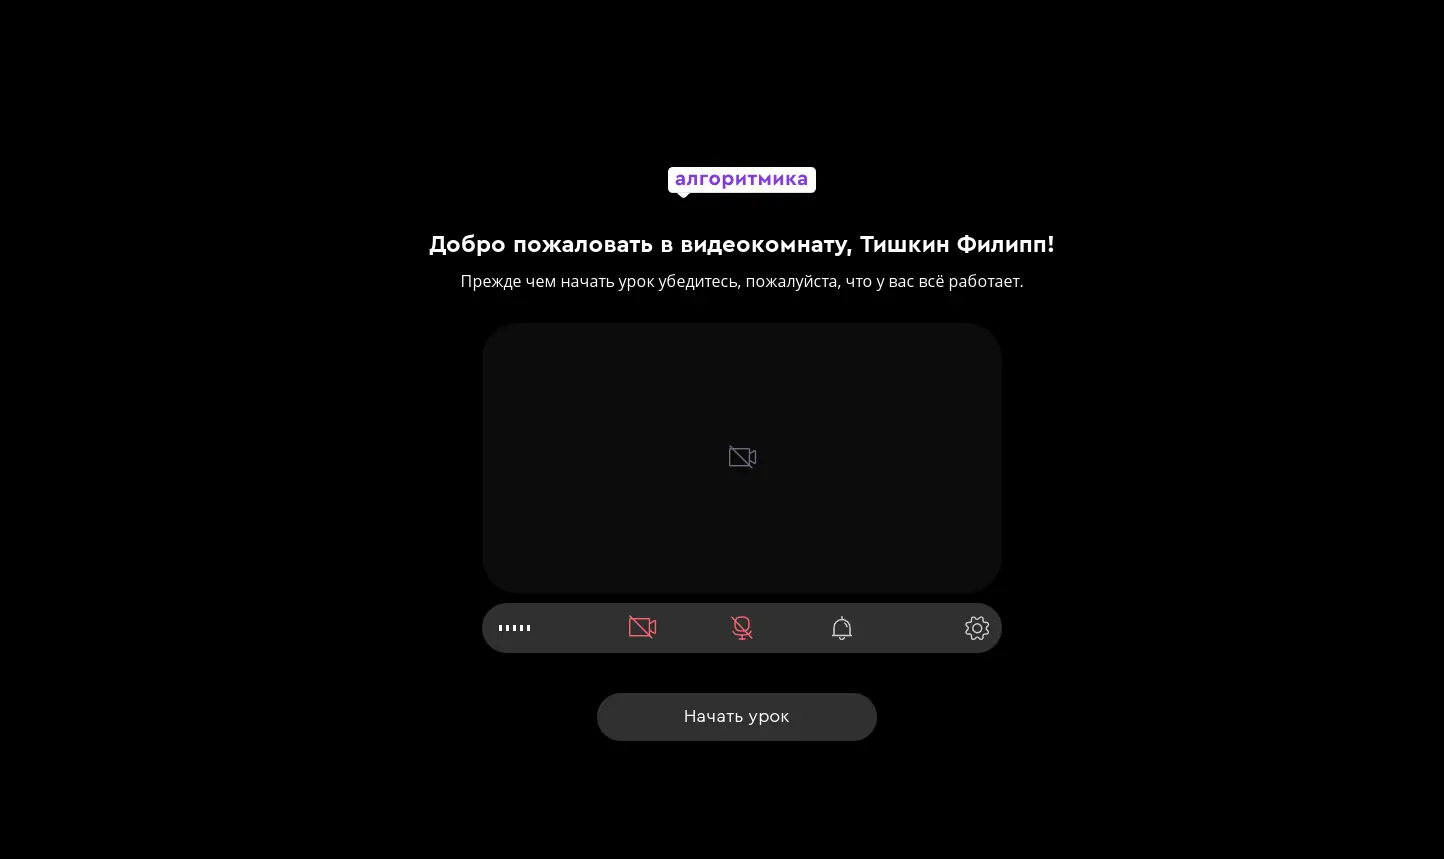 алгоритмика
Добро пожаловать в видеокомнату, Тишкин Филипп!
Прежде чем начать урок убедитесь, пожалуйста, что у вас всё работает.
Начать урок